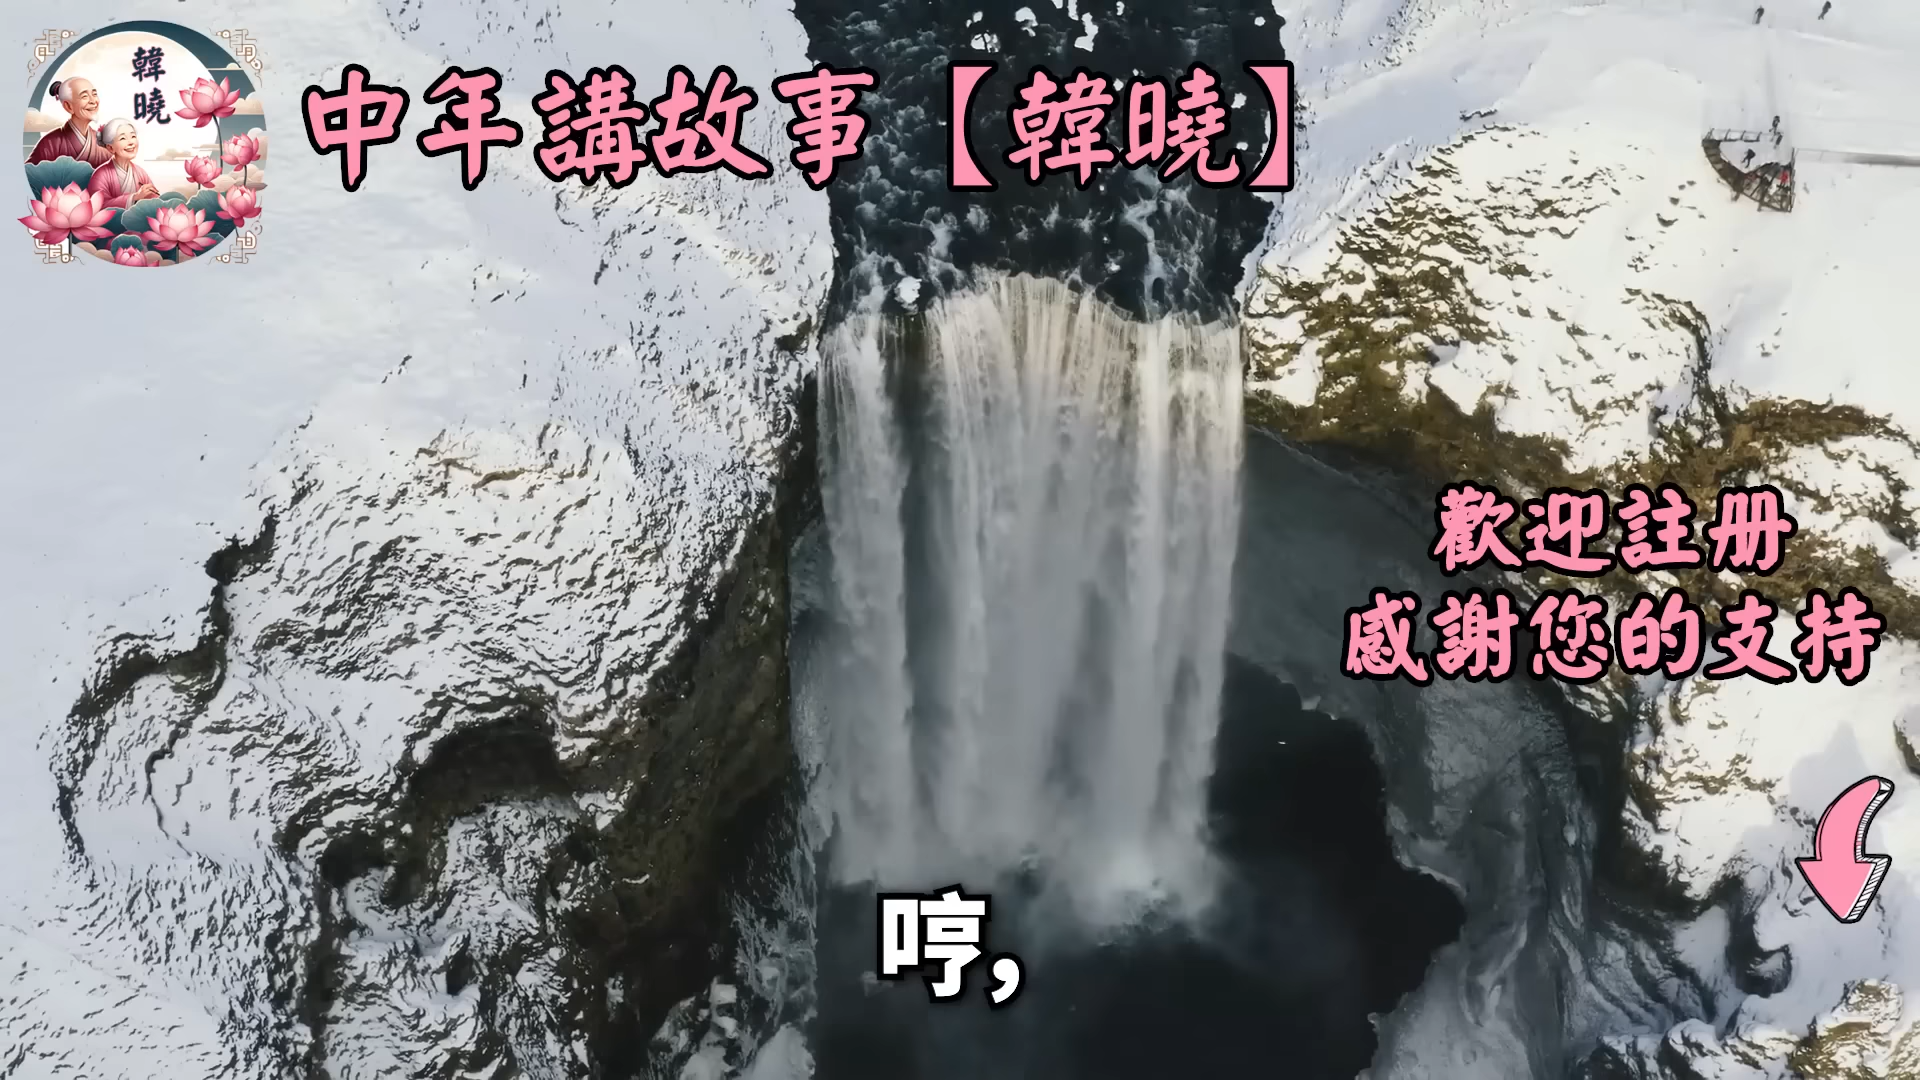 韓
曉
中年講故事【韓曉】
歡迎註册
感謝您的支持
哼,